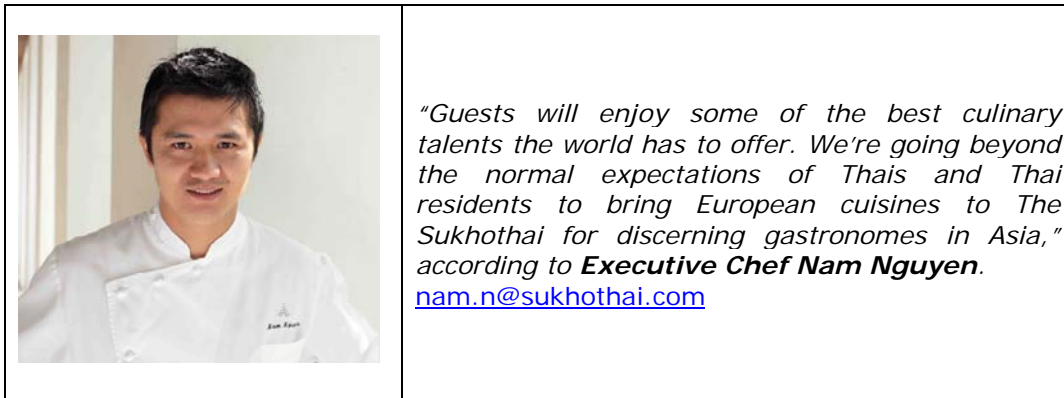 “Guests will enjoy some of the best culinary
talents the world has to offer. We’re going beyond
the normal expectations of Thais and Thai
residents to bring European cuisines to The
Sukhothai for discerning gastronomes in Asia,”
according to Executive Chef Nam Nguyen.
nam.n@sukhothai.com